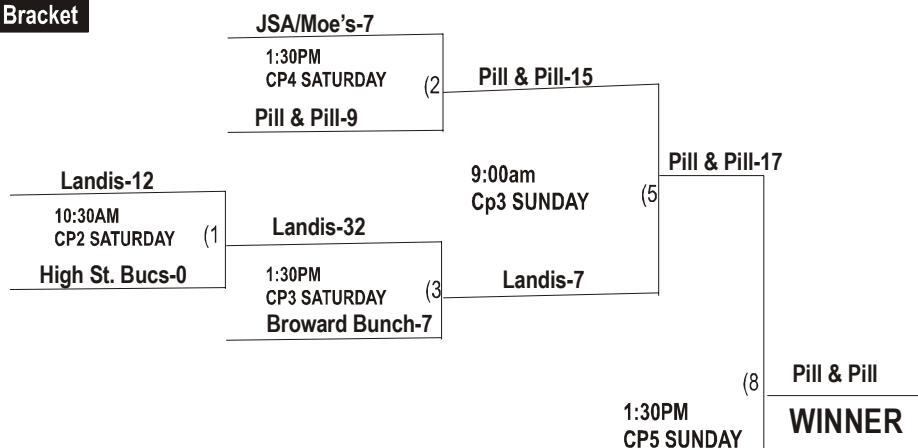 Bracket
JSA/Moe's-7
1:30PM
CP4 SATURDAY
(2
Pill & Pill-15
Pill & Pill-9
Pill & Pill-17
9:00am
Cp3 SUNDAY
(5
Landis-12
10:30AM
CP2 SATURDAY
(1
Landis-32
High St. Bucs-0
1:30PM
CP3 SATURDAY
(3
Landis-7
Broward Bunch-7
(8
Pill & Pill
1:30PM
CP5 SUNDAY
WINNER